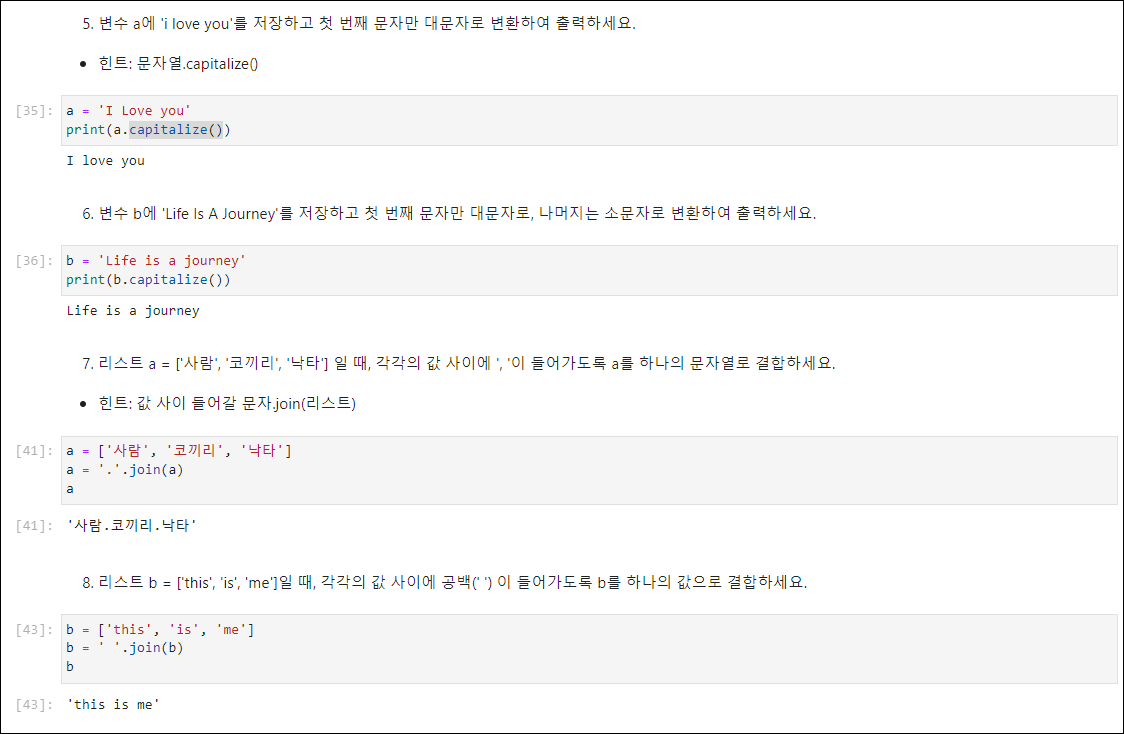 5. 변수 a에 'i love you'를 저장하고 첫 번째 문자만 대문자로 변환하여 출력하세요.
• 힌트: 문자열.capitalize()
[35]: a = 'I Love you'
print(a.capitalize())
I love you
6. 변수 b에 'Life Is A Journey'를 저장하고 첫 번째 문자만 대문자로, 나머지는 소문자로 변환하여 출력하세요.
[36]: b = 'Life is a journey'
print(b.capitalize())
Life is a journey
7. 리스트 a = ['사람', '코끼리', '낙타'] 일 때, 각각의 값 사이에 ', '이 들어가도록 a를 하나의 문자열로 결합하세요.
• 힌트: 값 사이 들어갈 문자.join(리스트)
[41]: a = ['사람', '코끼리', '낙타']
a = '.'.join(a)
a
[41]: '사람.코끼리.낙타'
8. 리스트 b = ['this', 'is', 'me']일 때, 각각의 값 사이에 공백(' ') 이 들어가도록 b를 하나의 값으로 결합하세요.
[43]: b = ['this', 'is', 'me']
b = ' '.join(b)
b
[43]: 'this is me'